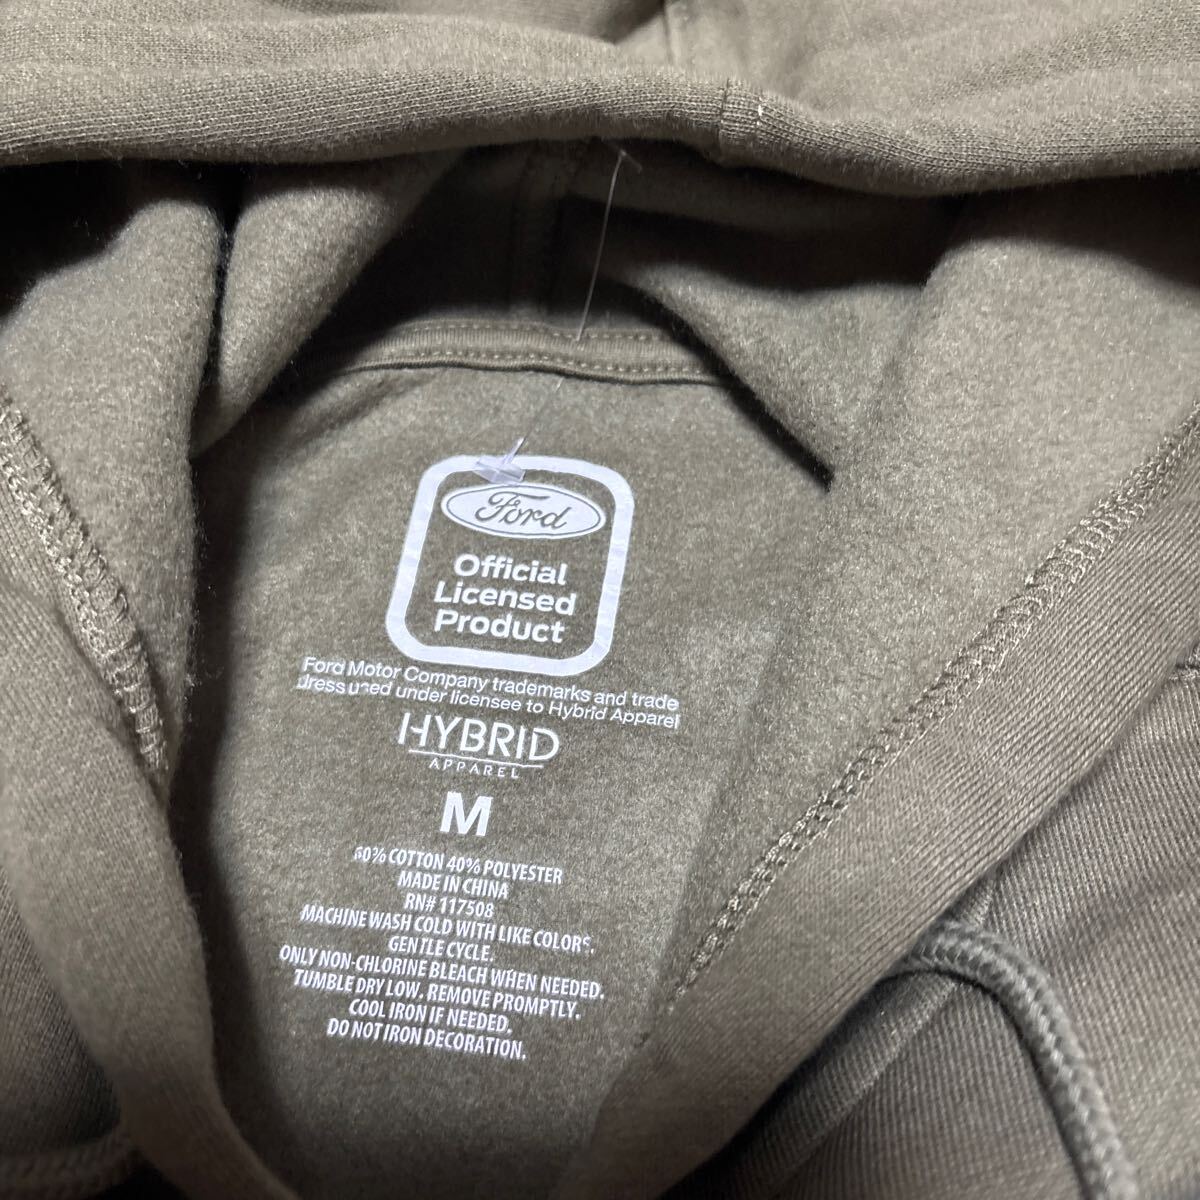 Ford
Official
Licensed
Product
Ford Motor Company trademarks and trade
dress used under licensee to Hybrid Apparel
HYBRID
APPAREL
M
60% COTTON 40% POLYESTER
MADE IN CHINA
RN# 117508
MACHINE WASH COLD WITH LIKE COLORS.
GENTLE CYCLE.
ONLY NON-CHLORINE BLEACH WHEN NEEDED.
TUMBLE DRY LOW. REMOVE PROMPTLY.
COOL IRON IF NEEDED.
DO NOT IRON DECORATION.